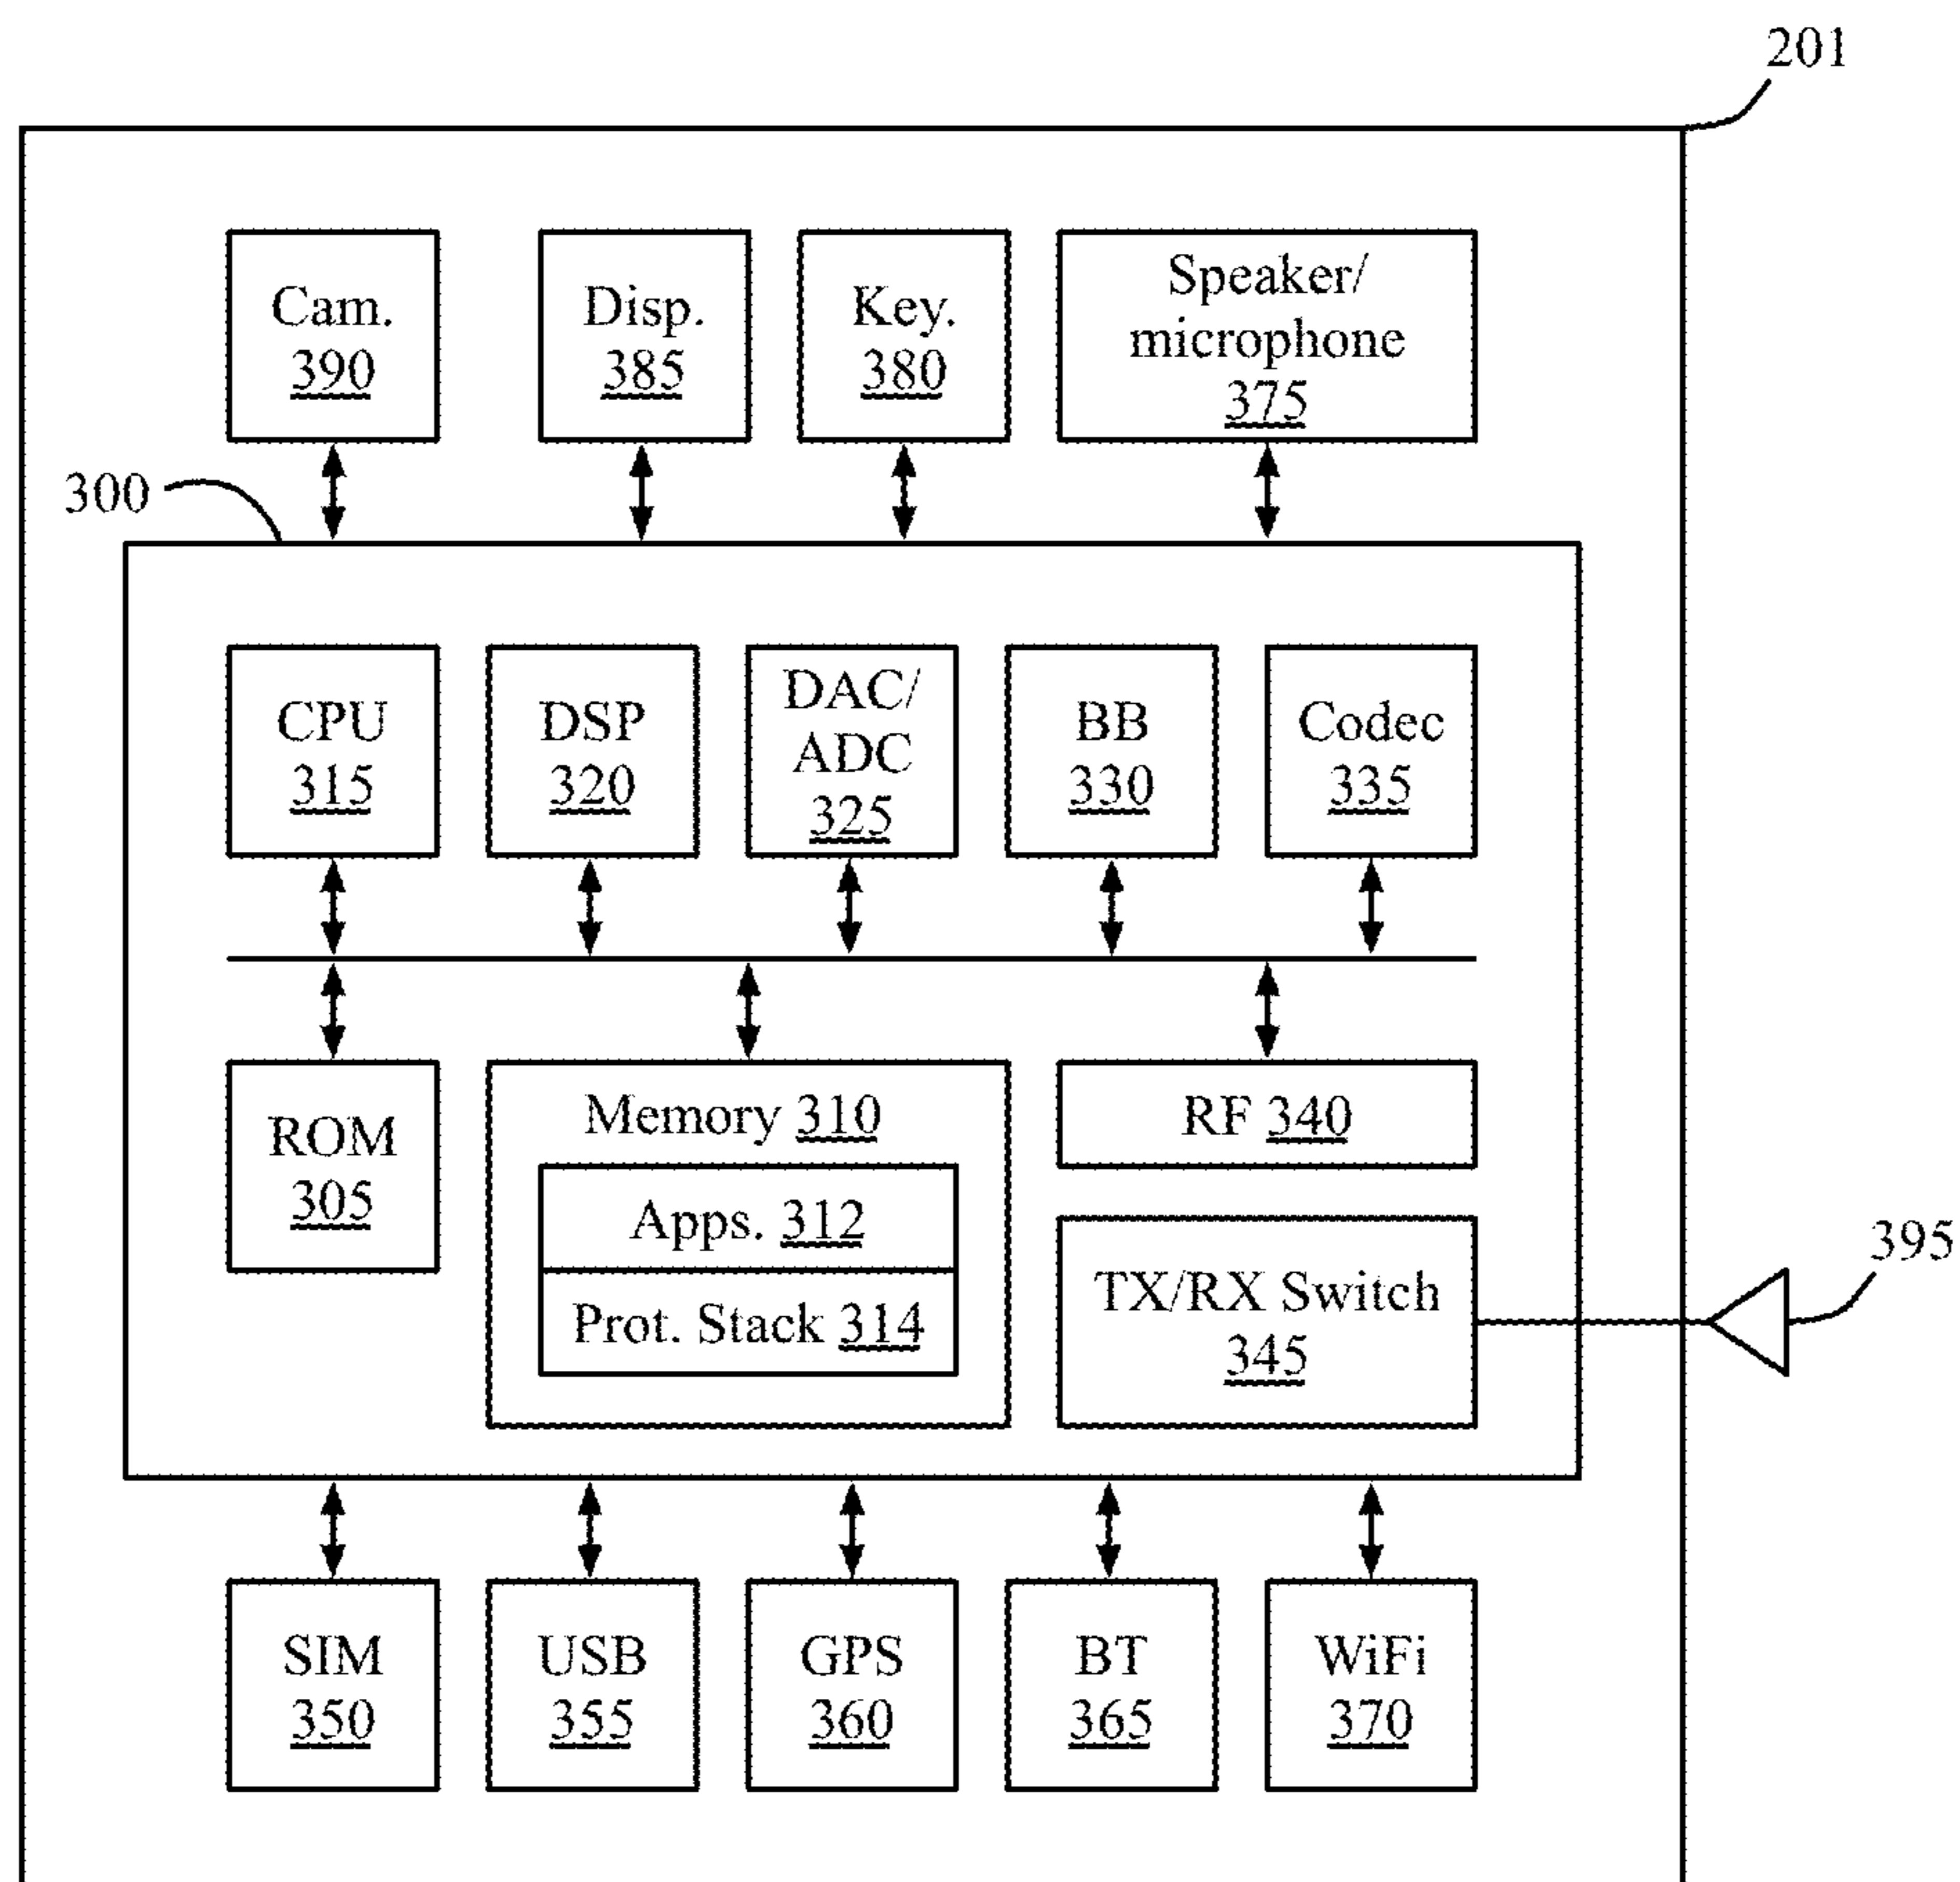 201
Cam.
390
Disp.
385
Key.
380
Speaker/
microphone
375
300
CPU
315
DSP
320
DAC/
ADC
325
BB
330
Codec
335
ROM
305
Memory 310
Apps. 312
Prot. Stack 314
RF 340
TX/RX Switch
345
395
SIM
350
USB
355
GPS
360
BT
365
WiFi
370